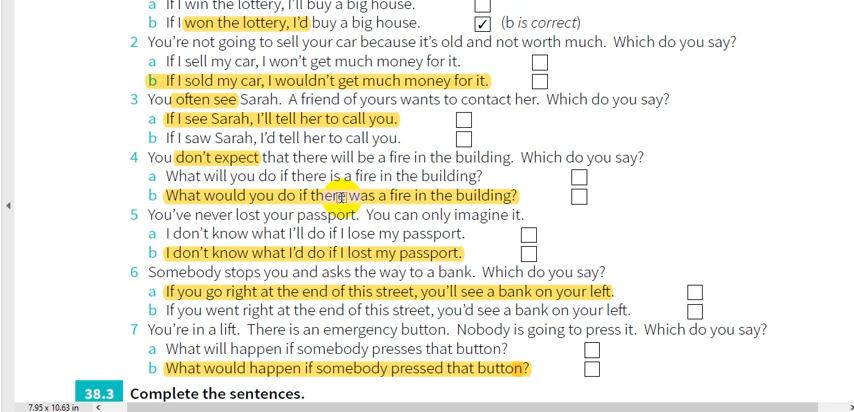 a If I win the lottery, I'll buy a big house.
b If I won the lottery, I'd buy a big house. ✓ (b is correct)
2 You're not going to sell your car because it's old and not worth much. Which do you say?
a If I sell my car, I won't get much money for it.
b If I sold my car, I wouldn't get much money for it.
3 You often see Sarah. A friend of yours wants to contact her. Which do you say?
a If I see Sarah, I'll tell her to call you.
b If I saw Sarah, I'd tell her to call you.
4 You don't expect that there will be a fire in the building. Which do you say?
a What will you do if there is a fire in the building?
b What would you do if there was a fire in the building?
5 You've never lost your passport. You can only imagine it.
a I don't know what I'll do if I lose my passport.
b I don't know what I'd do if I lost my passport.
6 Somebody stops you and asks the way to a bank. Which do you say?
a If you go right at the end of this street, you'll see a bank on your left.
b If you went right at the end of this street, you'd see a bank on your left.
7 You're in a lift. There is an emergency button. Nobody is going to press it. Which do you say?
a What will happen if somebody presses that button?
b What would happen if somebody pressed that button?
38.3 Complete the sentences.
7.95 x 10.63 in